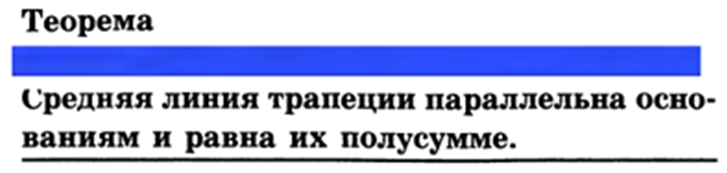 Теорема
Средняя линия трапеции параллельна осно-
ваниям и равна их полусумме.